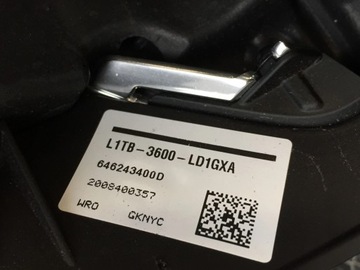 L1TB-3600-LD1GXA
646243400D
2008400357
WRO GKNYC